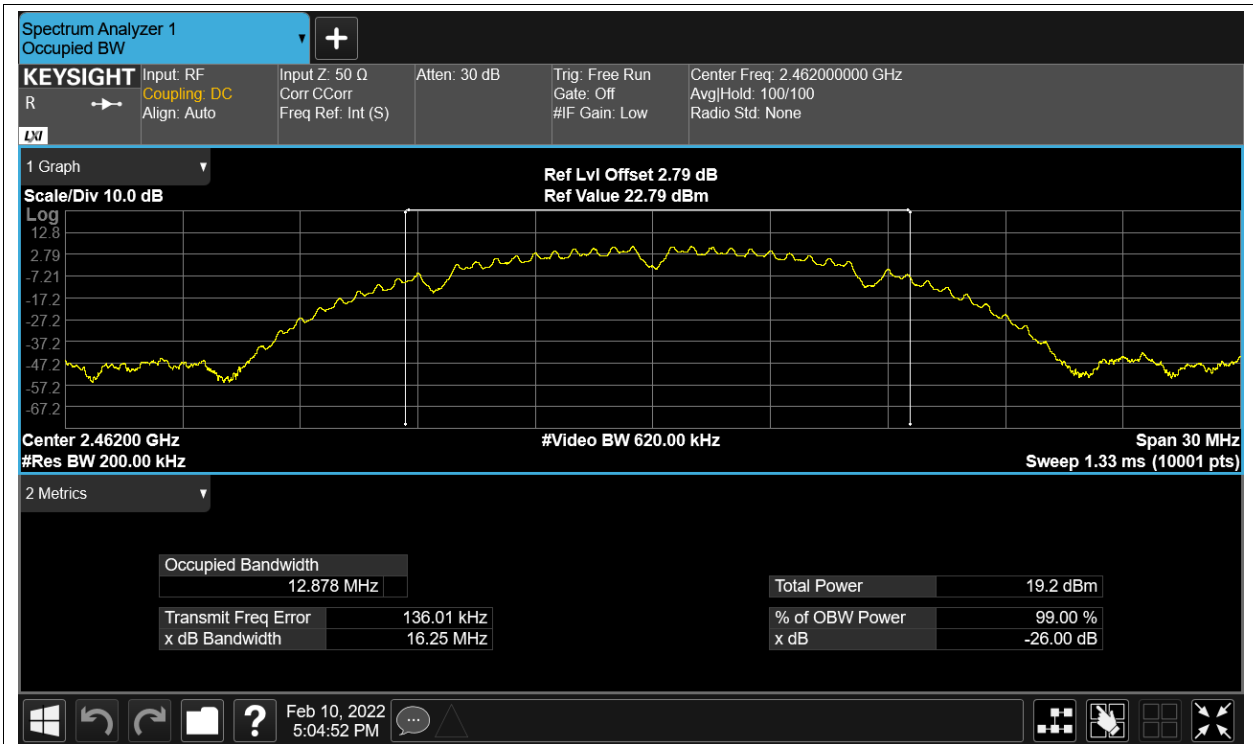 Spectrum Analyzer 1
Occupied BW
KEYSIGHT
R
LXI
Input: RF
Coupling: DC
Align: Auto
Input Z: 50 Ω
Corr CCorr
Freq Ref: Int (S)
Atten: 30 dB
Trig: Free Run
Gate: Off
#IF Gain: Low
Center Freq: 2.462000000 GHz
Avg|Hold: 100/100
Radio Std: None
1 Graph
Scale/Div 10.0 dB
Ref Lvl Offset 2.79 dB
Ref Value 22.79 dBm
Log
12.8
2.79
-7.21
-17.2
-27.2
-37.2
-47.2
-57.2
-67.2
Center 2.46200 GHz
#Video BW 620.00 kHz
Span 30 MHz
#Res BW 200.00 kHz
Sweep 1.33 ms (10001 pts)
2 Metrics
Occupied Bandwidth
12.878 MHz
Total Power 19.2 dBm
Transmit Freq Error 136.01 kHz
% of OBW Power 99.00 %
x dB Bandwidth 16.25 MHz
x dB -26.00 dB
?
Feb 10, 2022
5:04:52 PM